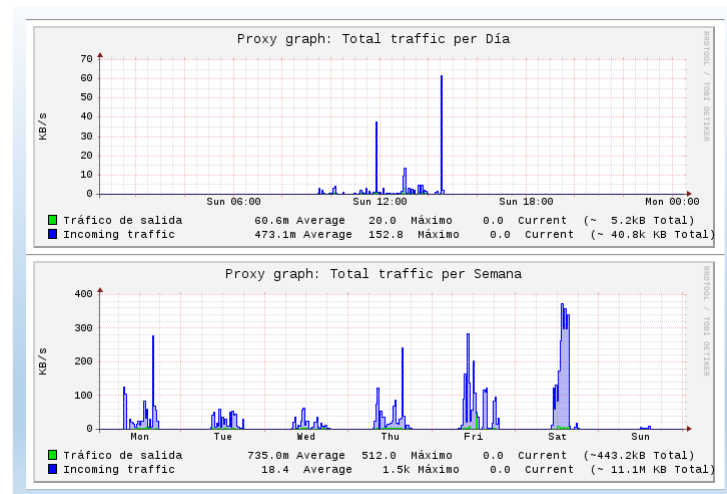 Proxy graph: Total traffic per Día
RRDTOOL / TOBI OETIKER
KB/s
70
60
50
40
30
20
10
0
Sun 06:00 Sun 12:00 Sun 18:00 Mon 00:00
Tráfico de salida 60.6m Average 20.0 Máximo 0.0 Current (~ 5.2kB Total)
Incoming traffic 473.1m Average 152.8 Máximo 0.0 Current (~ 40.8k KB Total)
Proxy graph: Total traffic per Semana
RRDTOOL / TOBI OETIKER
KB/s
400
300
200
100
0
Mon Tue Wed Thu Fri Sat Sun
Tráfico de salida 735.0m Average 512.0 Máximo 0.0 Current (~443.2kB Total)
Incoming traffic 18.4 Average 1.5k Máximo 0.0 Current (~ 11.1M KB Total)